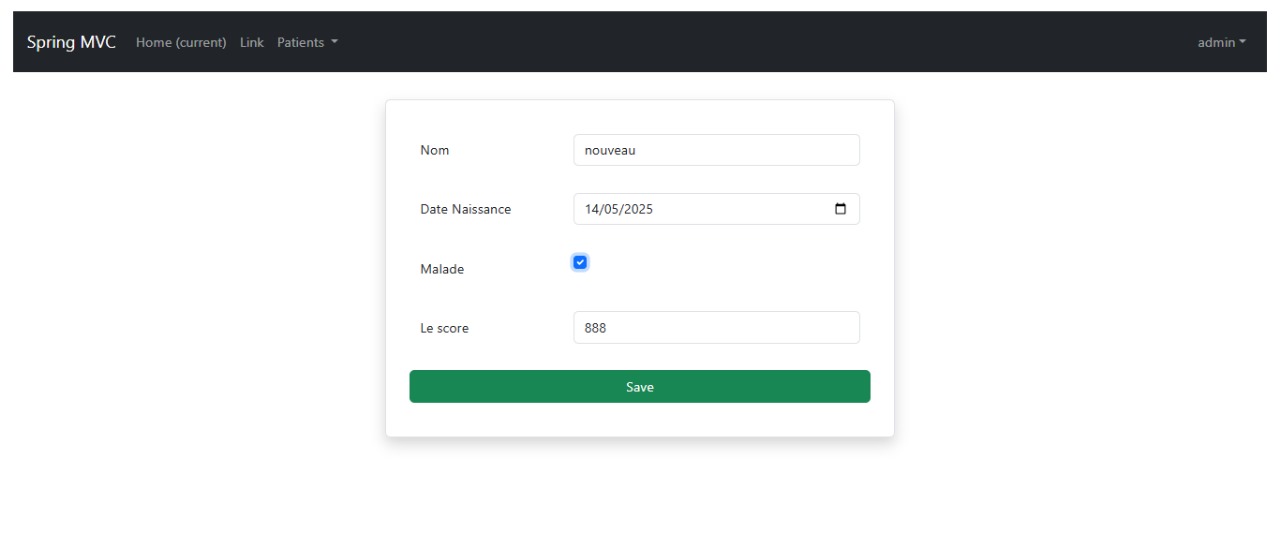 Spring MVC Home (current) Link Patients admin
Nom nouveau
Date Naissance 14/05/2025
Malade
Le score 888
Save